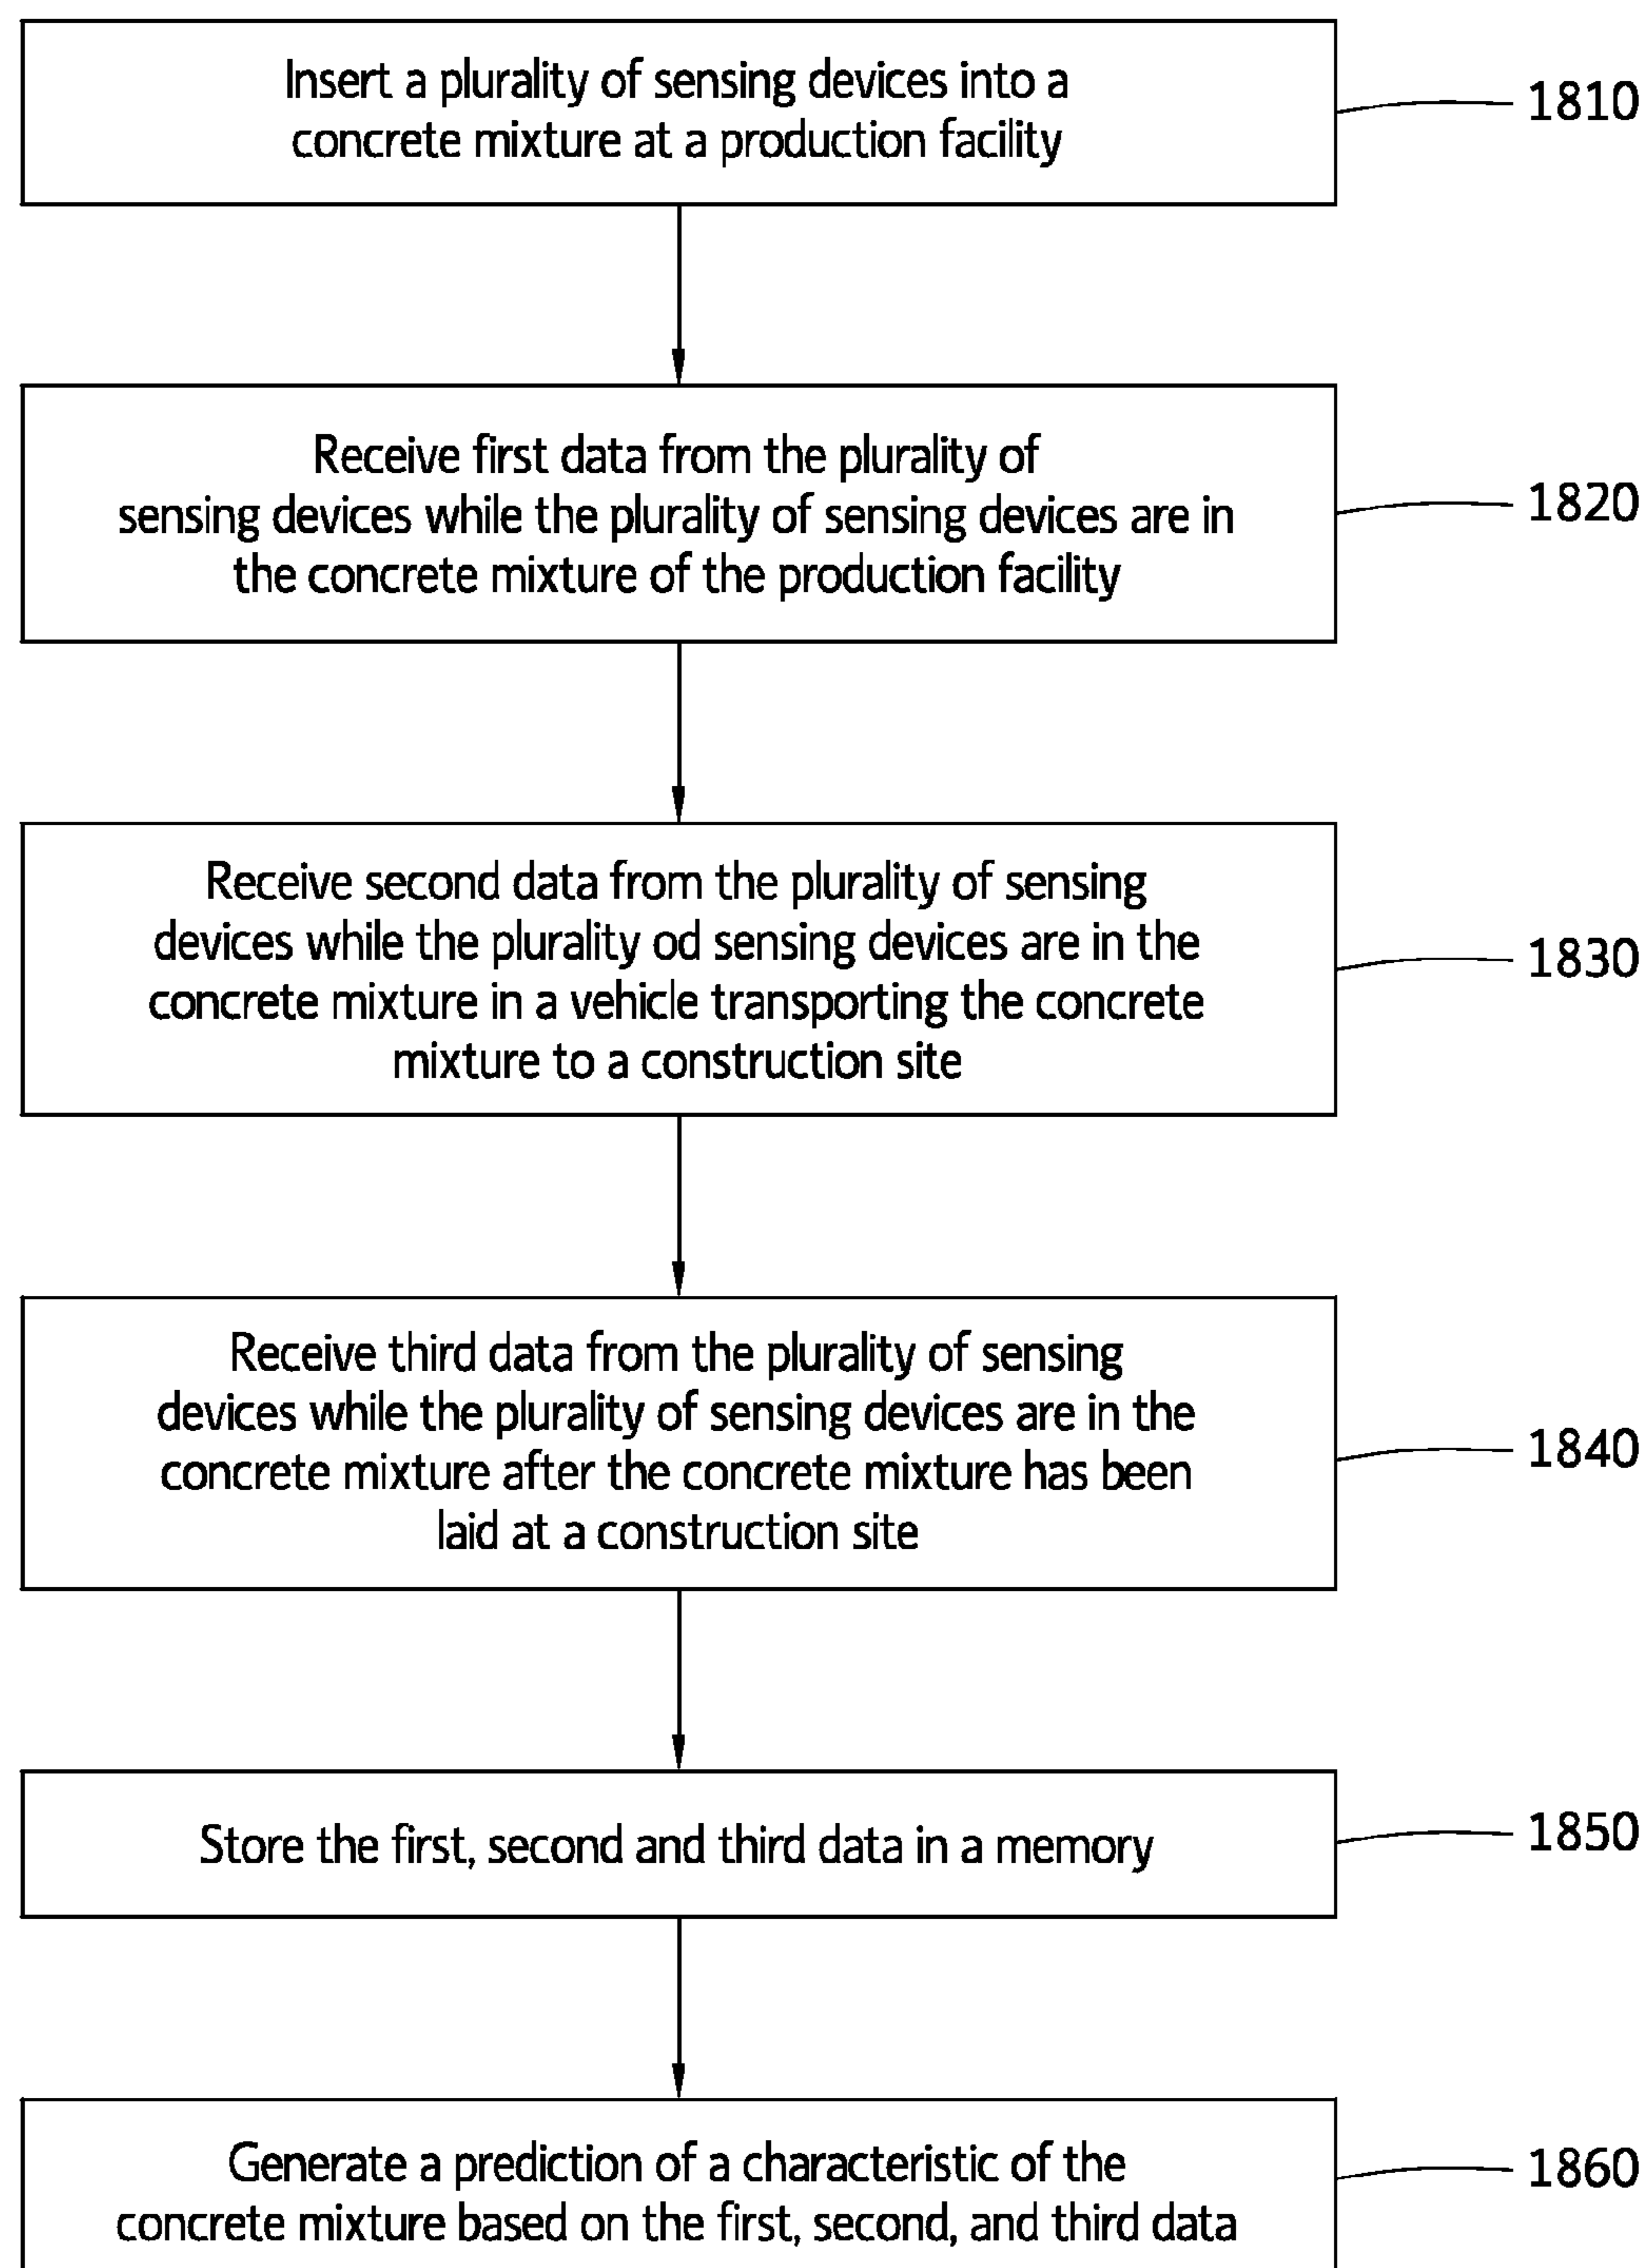 Insert a plurality of sensing devices into a
concrete mixture at a production facility
1810
Receive first data from the plurality of
sensing devices while the plurality of sensing devices are in
the concrete mixture of the production facility
1820
Receive second data from the plurality of sensing
devices while the plurality od sensing devices are in the
concrete mixture in a vehicle transporting the concrete
mixture to a construction site
1830
Receive third data from the plurality of sensing
devices while the plurality of sensing devices are in the
concrete mixture after the concrete mixture has been
laid at a construction site
1840
Store the first, second and third data in a memory
1850
Generate a prediction of a characteristic of the
concrete mixture based on the first, second, and third data
1860